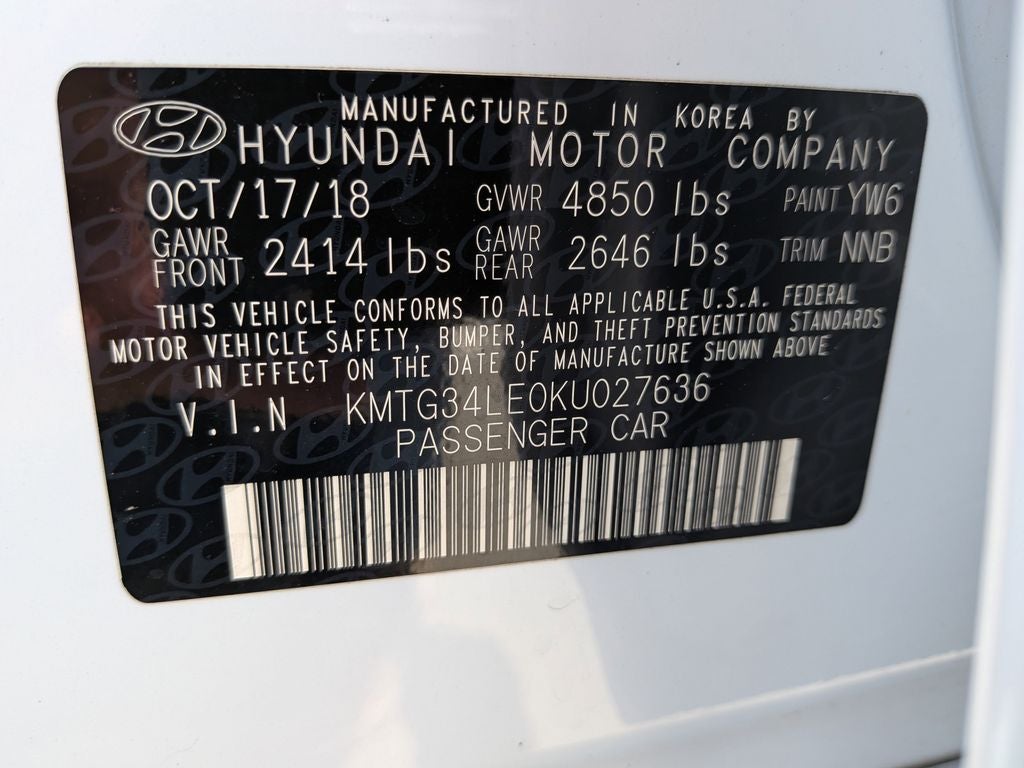 MANUFACTURED IN KOREA BY
HYUNDAI MOTOR COMPANY
OCT/17/18 GVWR 4850 lbs PAINT YW6
GAWR FRONT 2414 lbs GAWR REAR 2646 lbs TRIM NNB
THIS VEHICLE CONFORMS TO ALL APPLICABLE U.S.A. FEDERAL
MOTOR VEHICLE SAFETY, BUMPER, AND THEFT PREVENTION STANDARDS
IN EFFECT ON THE DATE OF MANUFACTURE SHOWN ABOVE
V.I.N KMTG34LE0KU027636
PASSENGER CAR